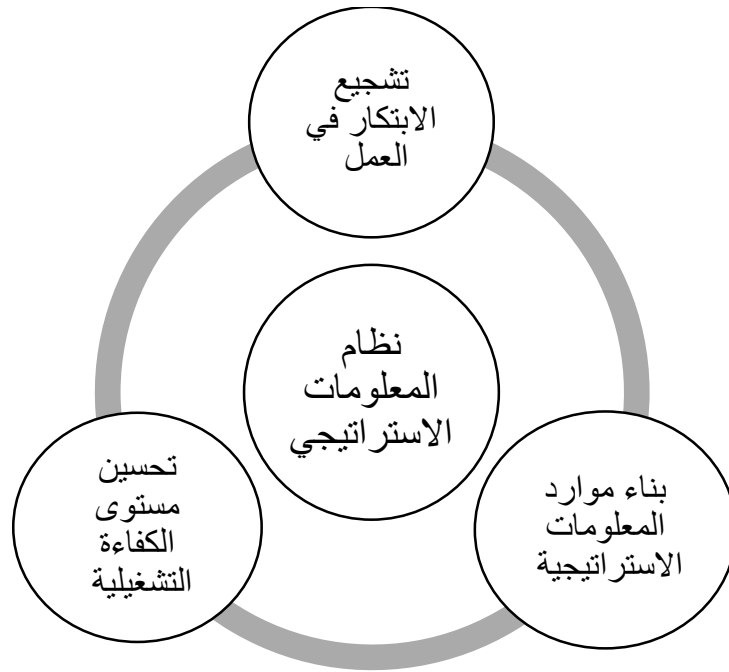 تشجيع
الابتكار في
العمل
نظام
المعلومات
الاستراتيجي
بناء موارد
المعلومات
الاستراتيجية
تحسين
مستوى
الكفاءة
التشغيلية